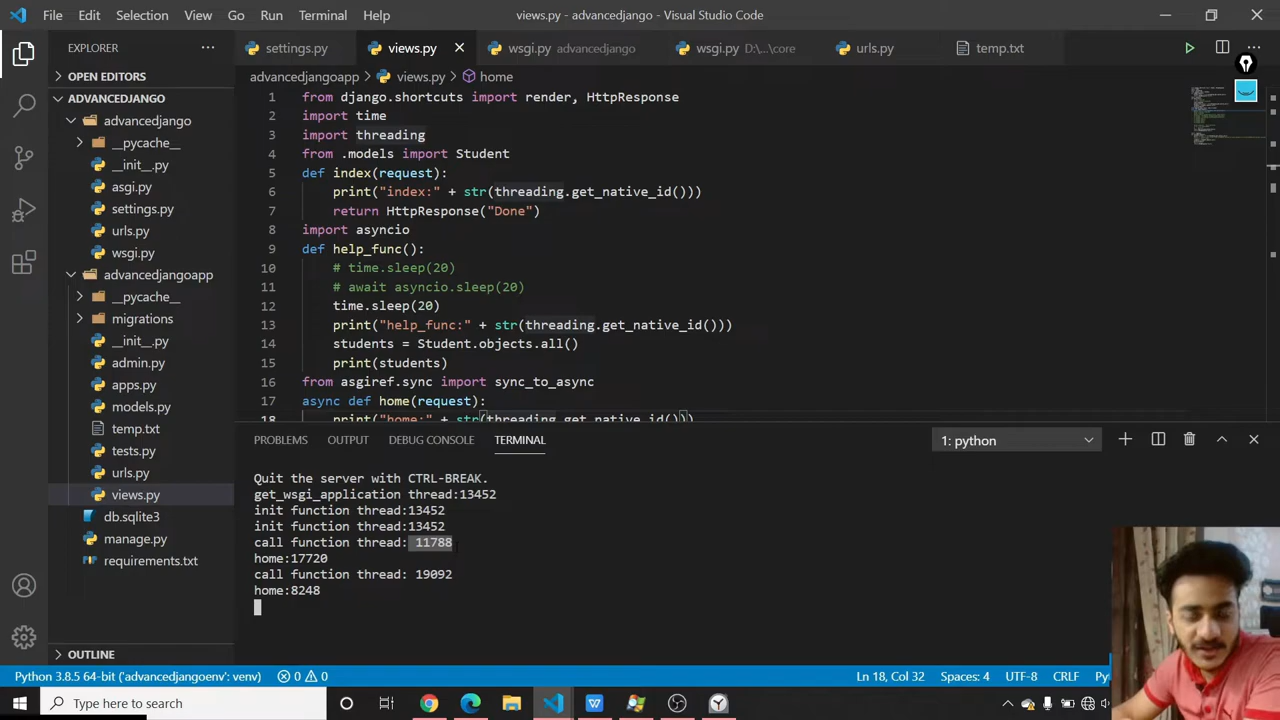 File Edit Selection View Go Run Terminal Help views.py - advancedjango - Visual Studio Code
EXPLORER
settings.py views.py wsgi.py advancedjango wsgi.py D:\...\core urls.py temp.txt
advancedjangoapp > views.py > home
OPEN EDITORS
ADVANCEDJANGO
advancedjango
__pycache__
__init__.py
asgi.py
settings.py
urls.py
wsgi.py
advancedjangoapp
__pycache__
migrations
__init__.py
admin.py
apps.py
models.py
temp.txt
tests.py
urls.py
views.py
db.sqlite3
manage.py
requirements.txt
OUTLINE
1 from django.shortcuts import render, HttpResponse
2 import time
3 import threading
4 from .models import Student
5 def index(request):
6 print("index:" + str(threading.get_native_id()))
7 return HttpResponse("Done")
8 import asyncio
9 def help_func():
10 # time.sleep(20)
11 # await asyncio.sleep(20)
12 time.sleep(20)
13 print("help_func:" + str(threading.get_native_id()))
14 students = Student.objects.all()
15 print(students)
16 from asgiref.sync import sync_to_async
17 async def home(request):
18 print("home:" + str(threading.get_native_id()))
PROBLEMS OUTPUT DEBUG CONSOLE TERMINAL 1: python
Quit the server with CTRL-BREAK.
get_wsgi_application thread:13452
init function thread:13452
init function thread:13452
call function thread: 11788
home:17720
call function thread: 19092
home:8248
Python 3.8.5 64-bit ('advancedjangoenv': venv) 0 0 Ln 18, Col 32 Spaces: 4 UTF-8 CRLF
Type here to search